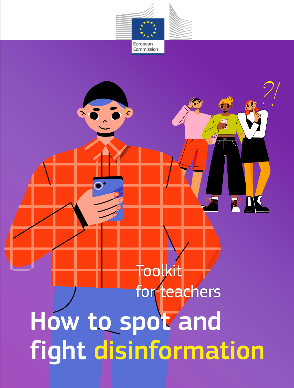 European
Commission
?!
Toolkit
for teachers
How to spot and
fight disinformation